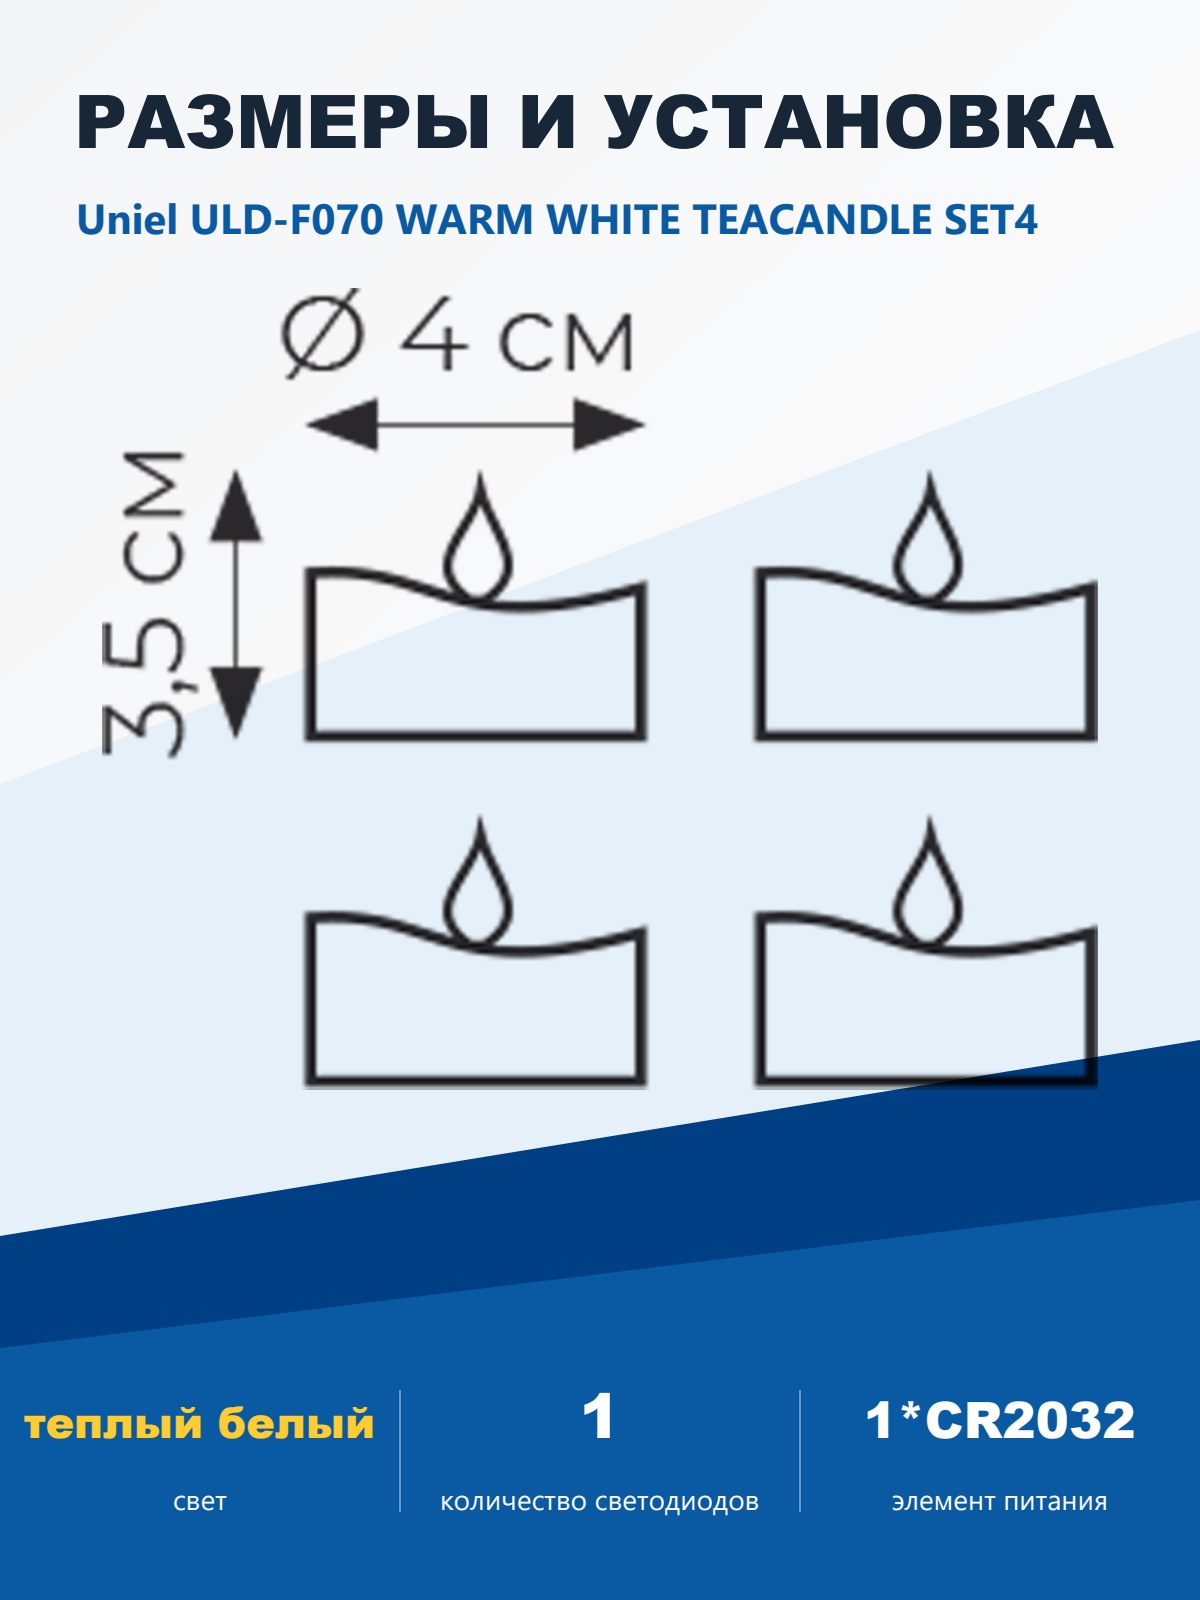 РАЗМЕРЫ И УСТАНОВКА
Uniel ULD-F070 WARM WHITE TEACANDLE SET4
Ø 4 см
3,5 см
теплый белый
свет
1
количество светодиодов
1*CR2032
элемент питания